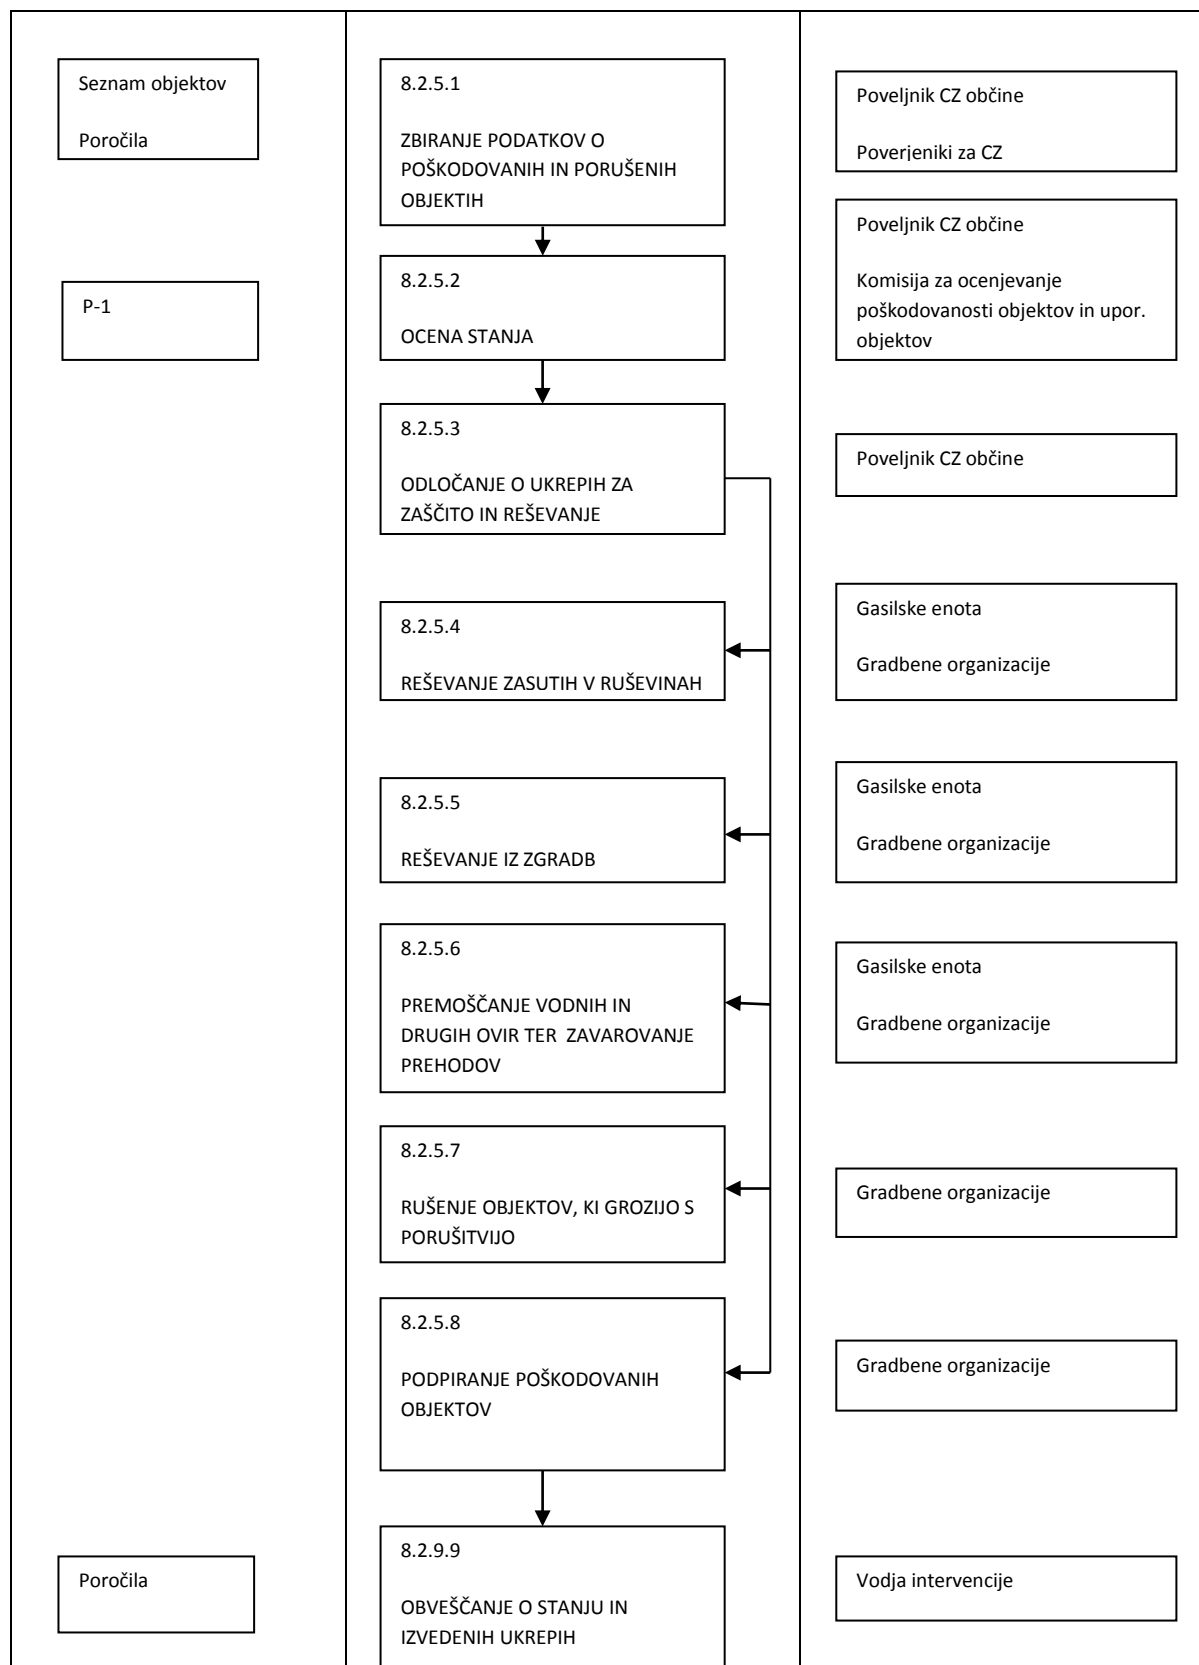 Seznam objektov
Poročila
8.2.5.1
ZBIRANJE PODATKOV O
POŠKODOVANIH IN PORUŠENIH
OBJEKTIH
Poveljnik CZ občine
Poverjeniki za CZ
P-1
8.2.5.2
OCENA STANJA
Poveljnik CZ občine
Komisija za ocenjevanje
poškodovanosti objektov in upor.
objektov
8.2.5.3
ODLOČANJE O UKREPIH ZA
ZAŠČITO IN REŠEVANJE
Poveljnik CZ občine
8.2.5.4
REŠEVANJE ZASUTIH V RUŠEVINAH
Gasilske enota
Gradbene organizacije
8.2.5.5
REŠEVANJE IZ ZGRADB
Gasilske enota
Gradbene organizacije
8.2.5.6
PREMOŠČANJE VODNIH IN
DRUGIH OVIR TER  ZAVAROVANJE
PREHODOV
Gasilske enota
Gradbene organizacije
8.2.5.7
RUŠENJE OBJEKTOV, KI GROZIJO S
PORUŠITVIJO
Gradbene organizacije
8.2.5.8
PODPIRANJE POŠKODOVANIH
OBJEKTOV
Gradbene organizacije
Poročila
8.2.9.9
OBVEŠČANJE O STANJU IN
IZVEDENIH UKREPIH
Vodja intervencije